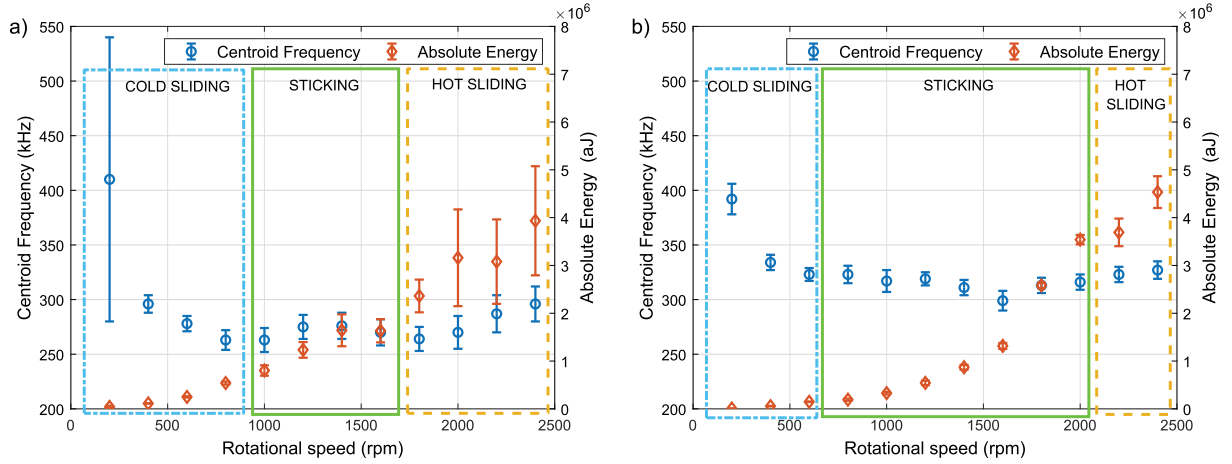 a)
×10⁶
550
500
450
400
350
300
250
200
8
7
6
5
4
3
2
1
0
Centroid Frequency
Absolute Energy
COLD SLIDING
STICKING
HOT SLIDING
0
500
1000
1500
2000
2500
Rotational speed (rpm)
Centroid Frequency (kHz)
Absolute Energy (aJ)
b)
×10⁶
550
500
450
400
350
300
250
200
8
7
6
5
4
3
2
1
0
Centroid Frequency
Absolute Energy
COLD SLIDING
STICKING
HOT
SLIDING
0
500
1000
1500
2000
2500
Rotational speed (rpm)
Centroid Frequency (kHz)
Absolute Energy (aJ)